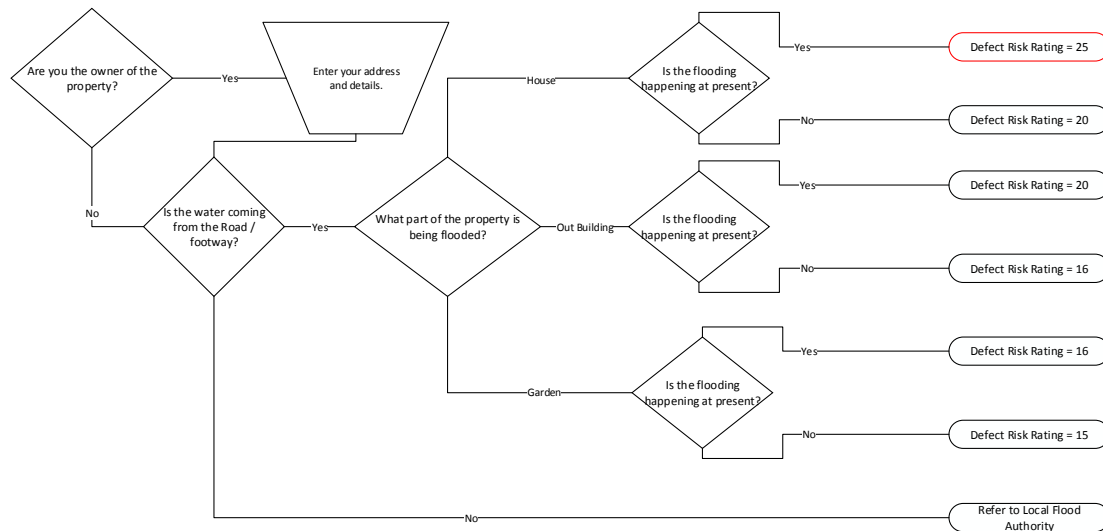 Are you the owner of the
property?
Yes
No
Enter your address
and details.
Is the water coming
from the Road /
footway?
Yes
No
What part of the property is
being flooded?
House
Out Building
Garden
Is the flooding
happening at present?
Yes
Defect Risk Rating = 25
No
Defect Risk Rating = 20
Is the flooding
happening at present?
Yes
Defect Risk Rating = 20
No
Defect Risk Rating = 16
Is the flooding
happening at present?
Yes
Defect Risk Rating = 16
No
Defect Risk Rating = 15
Refer to Local Flood
Authority